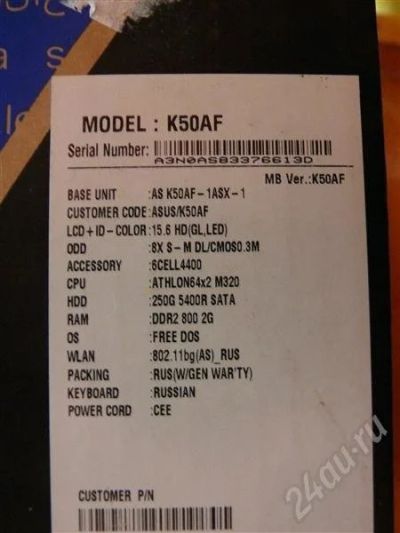 MODEL : K50AF
Serial Number:
A3N0AS83376613D
MB Ver.:K50AF
BASE UNIT :AS K50AF-1ASX-1
CUSTOMER CODE :ASUS/K50AF
LCD+ID-COLOR :15.6 HD(GL,LED)
ODD :8X S-M DL/CMOS0.3M
ACCESSORY :6CELL4400
CPU :ATHLON64x2 M320
HDD :250G 5400R SATA
RAM :DDR2 800 2G
OS :FREE DOS
WLAN :802.11bg(AS)_RUS
PACKING :RUS(W/GEN WAR'TY)
KEYBOARD :RUSSIAN
POWER CORD :CEE
CUSTOMER P/N
24au.ru